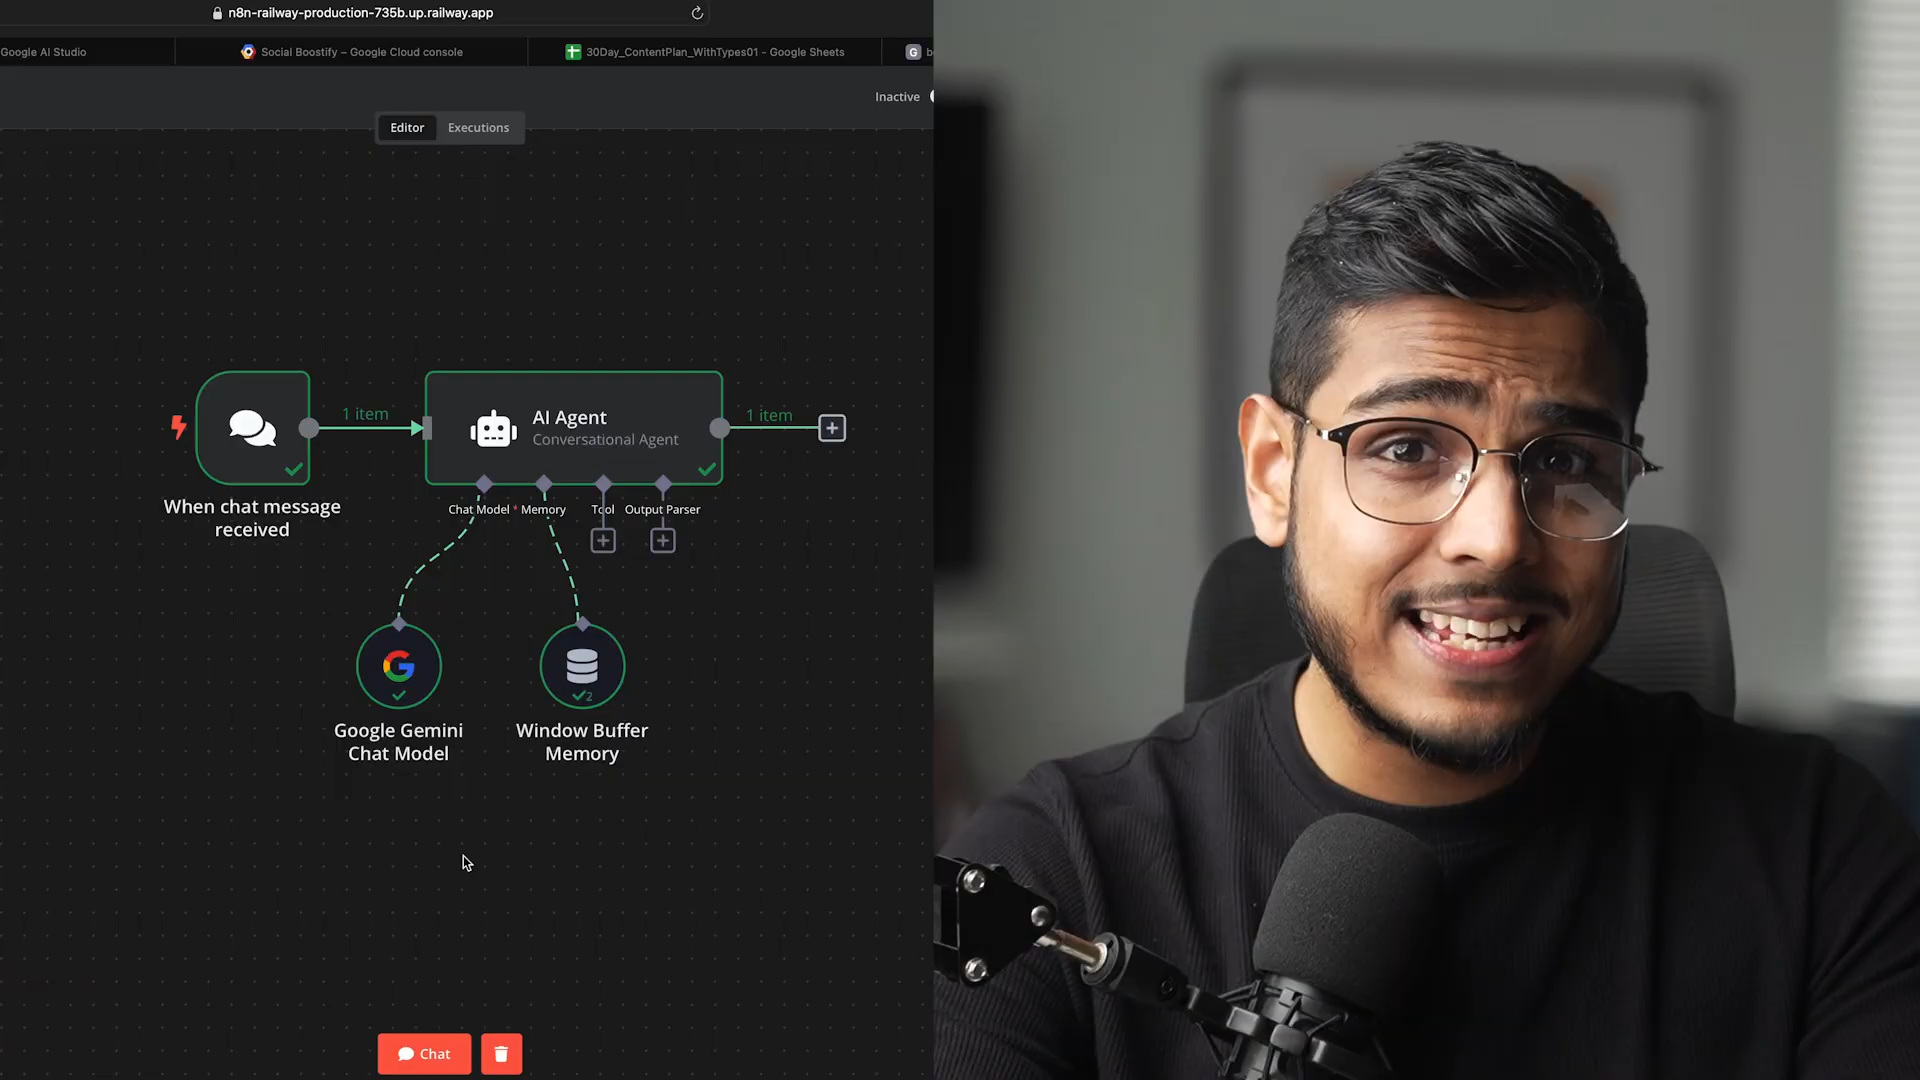 n8n-railway-production-735b.up.railway.app
Google AI Studio
Social Boostify – Google Cloud console
30Day_ContentPlan_WithTypes01 - Google Sheets
G
Inactive
Editor
Executions
1 item
AI Agent
Conversational Agent
1 item
When chat message
received
Chat Model *
Memory
Tool
Output Parser
2
Google Gemini
Chat Model
Window Buffer
Memory
Chat